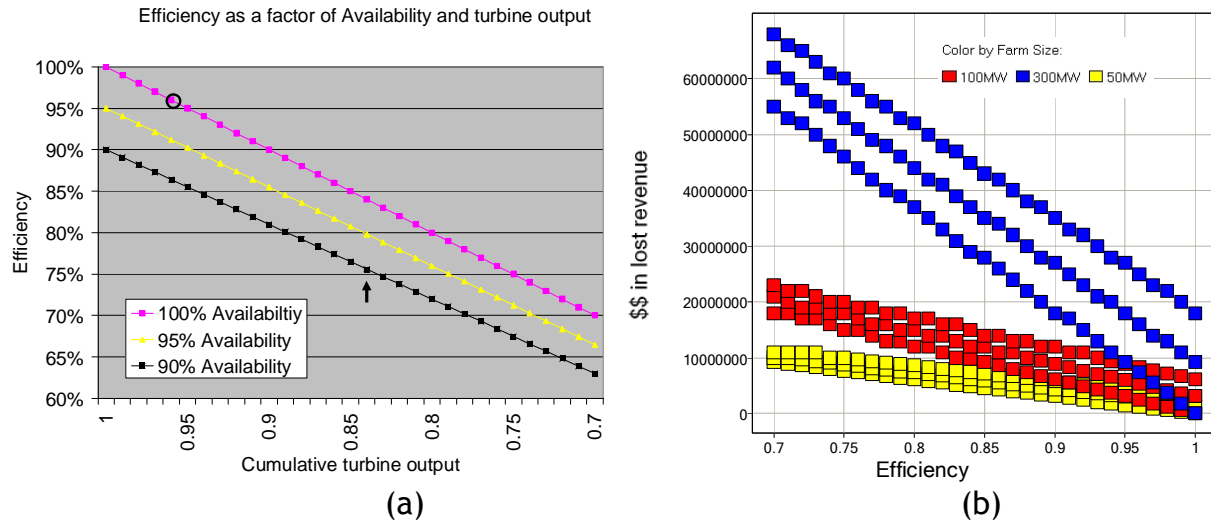 Efficiency as a factor of Availability and turbine output
100%
95%
90%
85%
80%
75%
70%
65%
60%
Efficiency
100% Availabiltiy
95% Availability
90% Availability
1
0.95
0.9
0.85
0.8
0.75
0.7
Cumulative turbine output
(a)
Color by Farm Size:
100MW 300MW 50MW
60000000
50000000
40000000
30000000
20000000
10000000
0
$$ in lost revenue
0.7 0.75 0.8 0.85 0.9 0.95 1
Efficiency
(b)